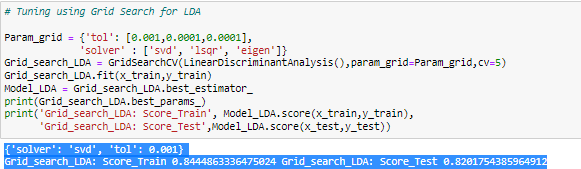 # Tuning using Grid Search for LDA
Param_grid = {'tol': [0.001,0.0001,0.0001],
'solver' : ['svd', 'lsqr', 'eigen']}
Grid_search_LDA = GridSearchCV(LinearDiscriminantAnalysis(),param_grid=Param_grid,cv=5)
Grid_search_LDA.fit(x_train,y_train)
Model_LDA = Grid_search_LDA.best_estimator_
print(Grid_search_LDA.best_params_)
print('Grid_search_LDA: Score_Train', Model_LDA.score(x_train,y_train),
'Grid_search_LDA: Score_Test',Model_LDA.score(x_test,y_test))
{'solver': 'svd', 'tol': 0.001}
Grid_search_LDA: Score_Train 0.8444863336475024 Grid_search_LDA: Score_Test 0.8201754385964912